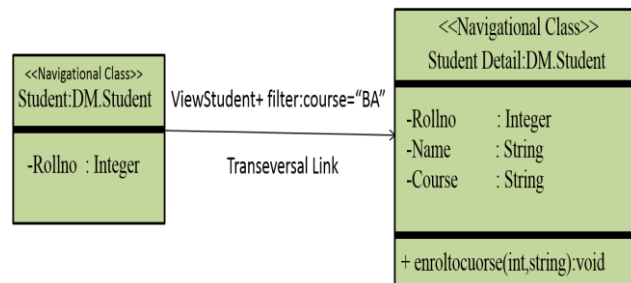 <<Navigational Class>>
Student:DM.Student
-Rollno : Integer
ViewStudent+ filter:course="BA"
Transeversal Link
<<Navigational Class>>
Student Detail:DM.Student
-Rollno : Integer
-Name : String
-Course : String
+ enroltocuorse(int,string):void